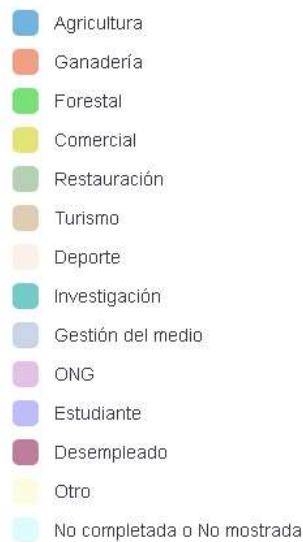 Agricultura
Ganadería
Forestal
Comercial
Restauración
Turismo
Deporte
Investigación
Gestión del medio
ONG
Estudiante
Desempleado
Otro
No completada o No mostrada